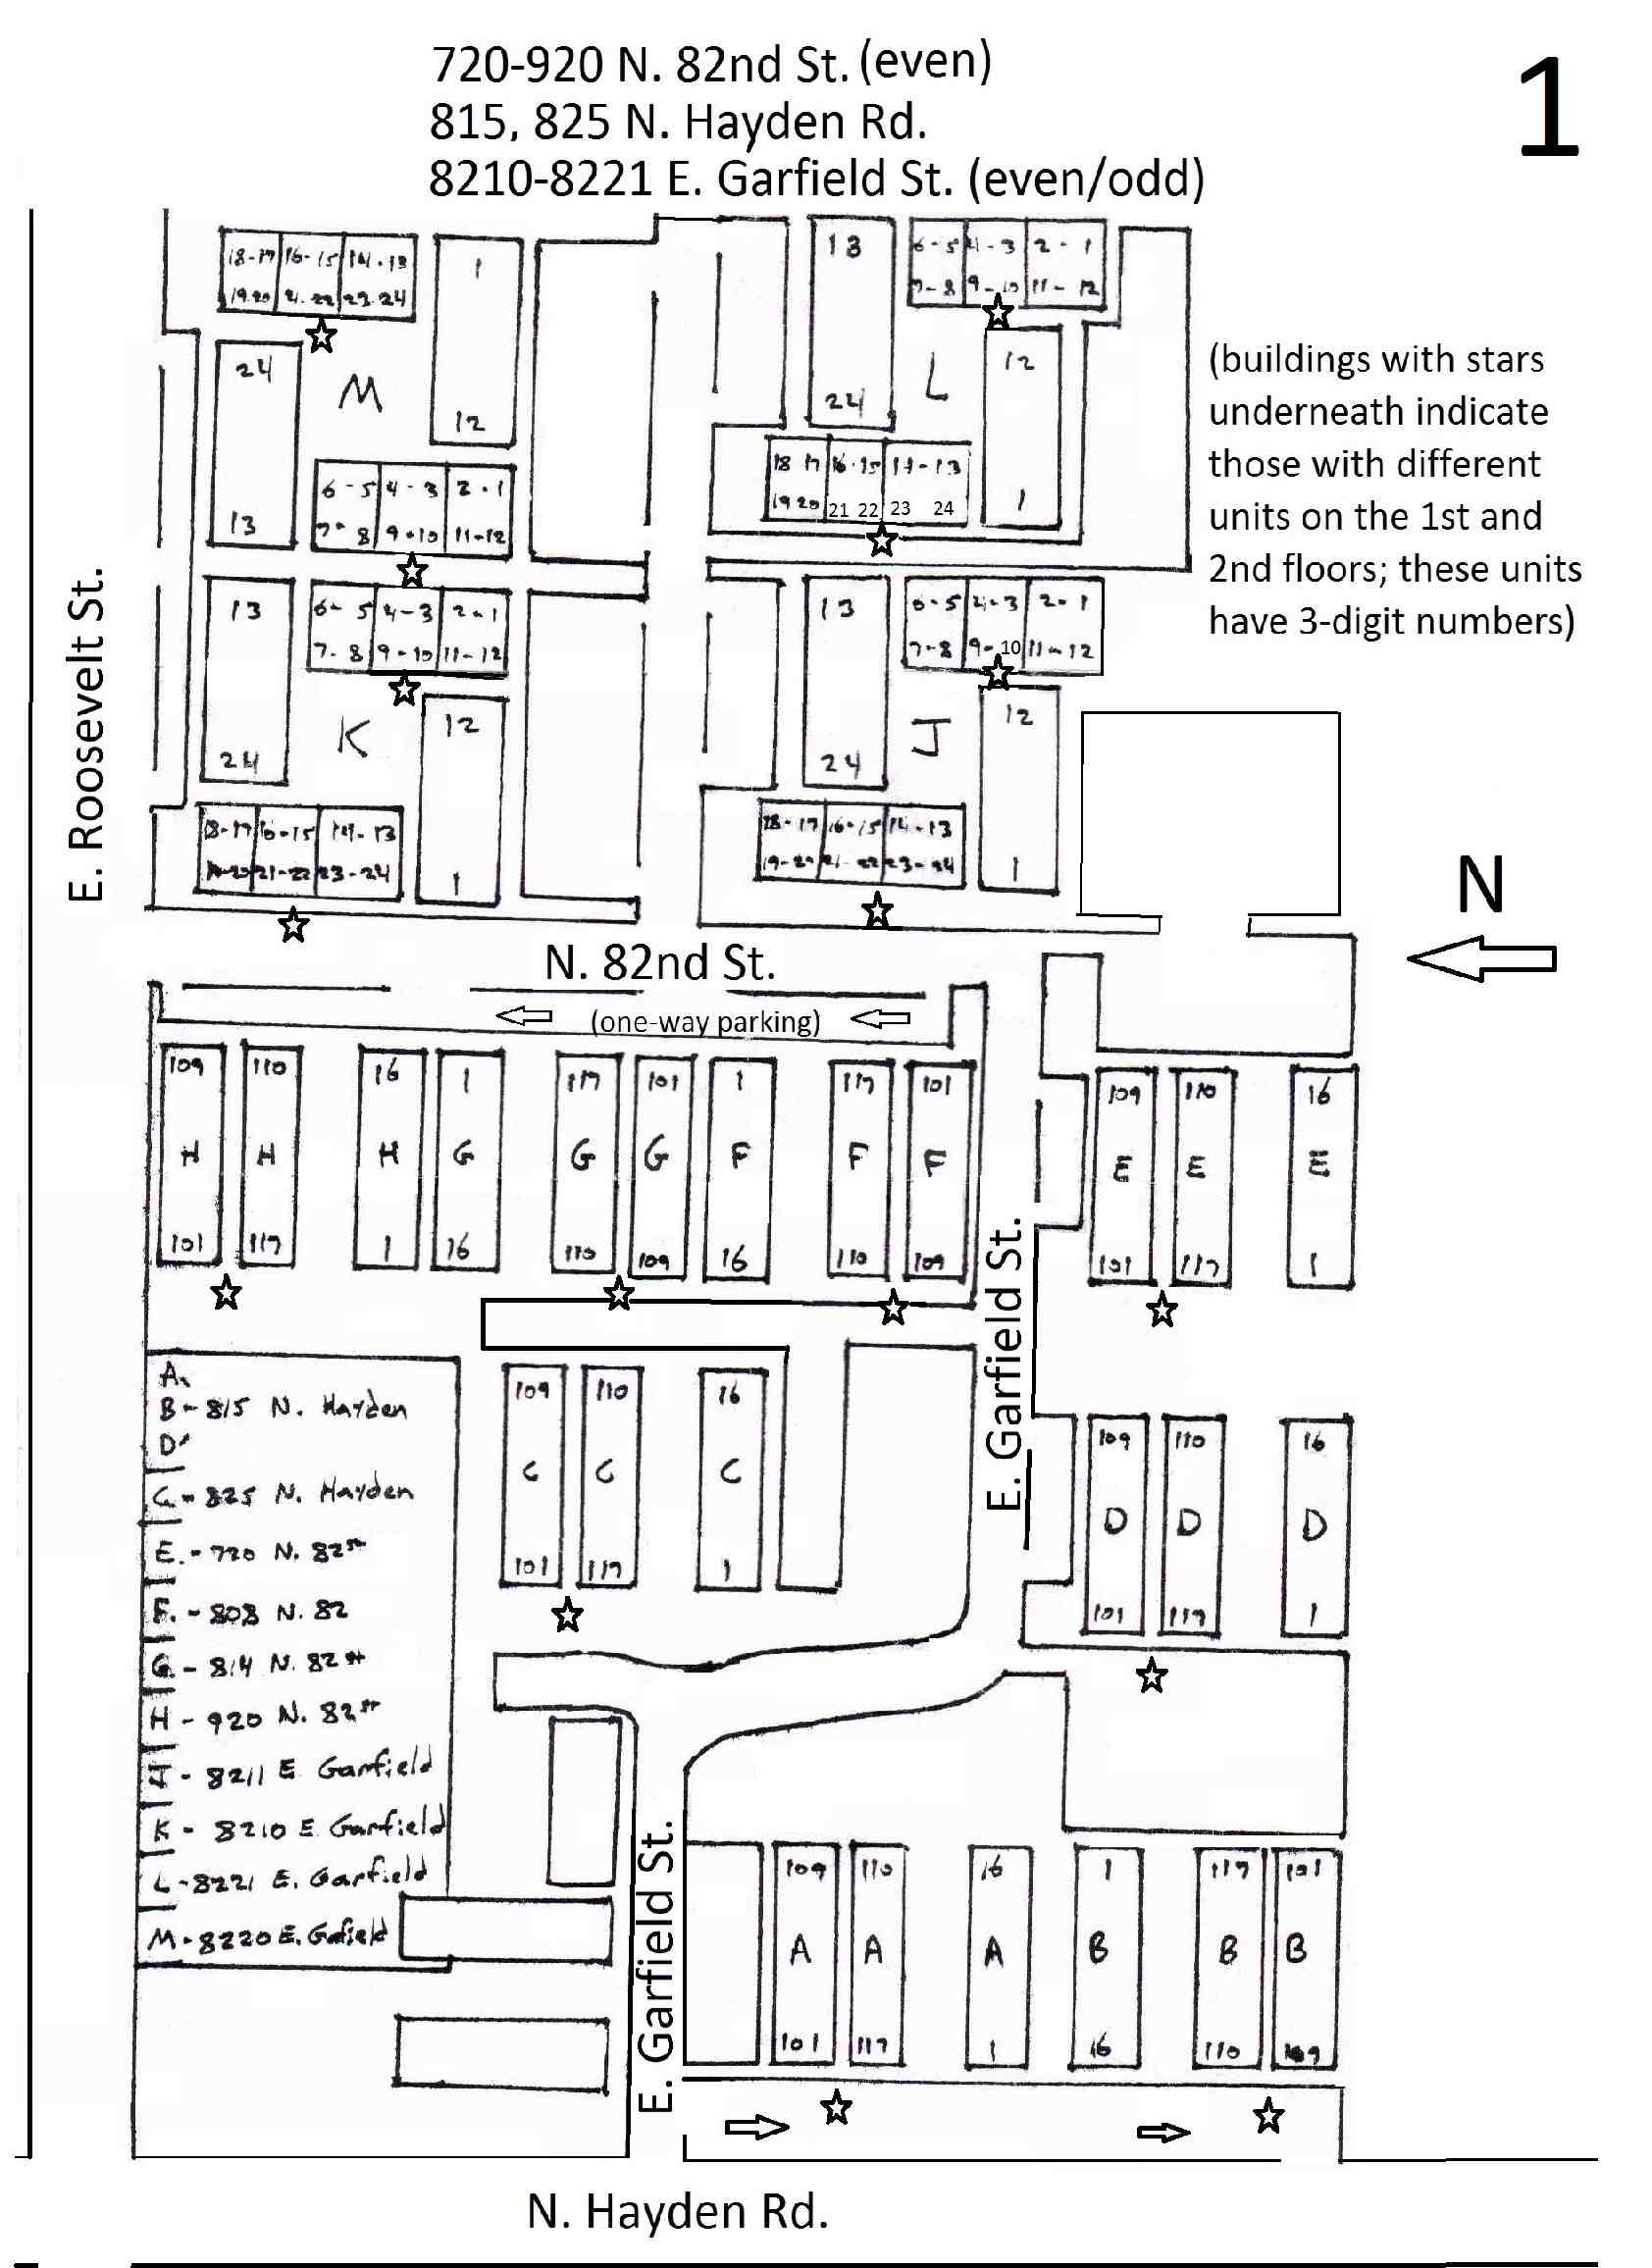 720-920 N. 82nd St. (even)
815, 825 N. Hayden Rd.
8210-8221 E. Garfield St. (even/odd)
1
18-17 16-15 14-13
19-20 21-22 23-24
1
24
M
12
13
6-5 4-3 2-1
7-8 9-10 11-12
13
6-5 4-3 2-1
7-8 9-10 11-12
12
L
24
18 17 16-15 14-13
19 20 21 22 23 24
1
(buildings with stars
underneath indicate
those with different
units on the 1st and
2nd floors; these units
have 3-digit numbers)
E. Roosevelt St.
13
6-5 4-3 2-1
7-8 9-10 11-12
12
K
24
18-17 16-15 14-13
19-20 21-22 23-24
1
13
6-5 4-3 2-1
7-8 9-10 11-12
12
J
24
18-17 16-15 14-13
19-20 21-22 23-24
1
N
N. 82nd St.
(one-way parking)
109 110 16 1 117 101 1 117 101
H H H G G G F F F
101 117 1 16 110 109 16 110 109
109 110 16
E E E
101 117 1
E. Garfield St.
A.
B-815 N. Hayden
D
C-825 N. Hayden
E.-720 N. 82st
F.-808 N. 82
G-814 N. 82st
H-920 N. 82st
J-8211 E Garfield
K-8210 E. Garfield
L-8221 E. Garfield
M-8220 E. Gafield
109 110 16
C C C
101 117 1
109 110 16
D D D
101 117 1
E. Garfield St.
109 110 16 1 117 101
A A A B B B
101 117 1 16 110 109
N. Hayden Rd.